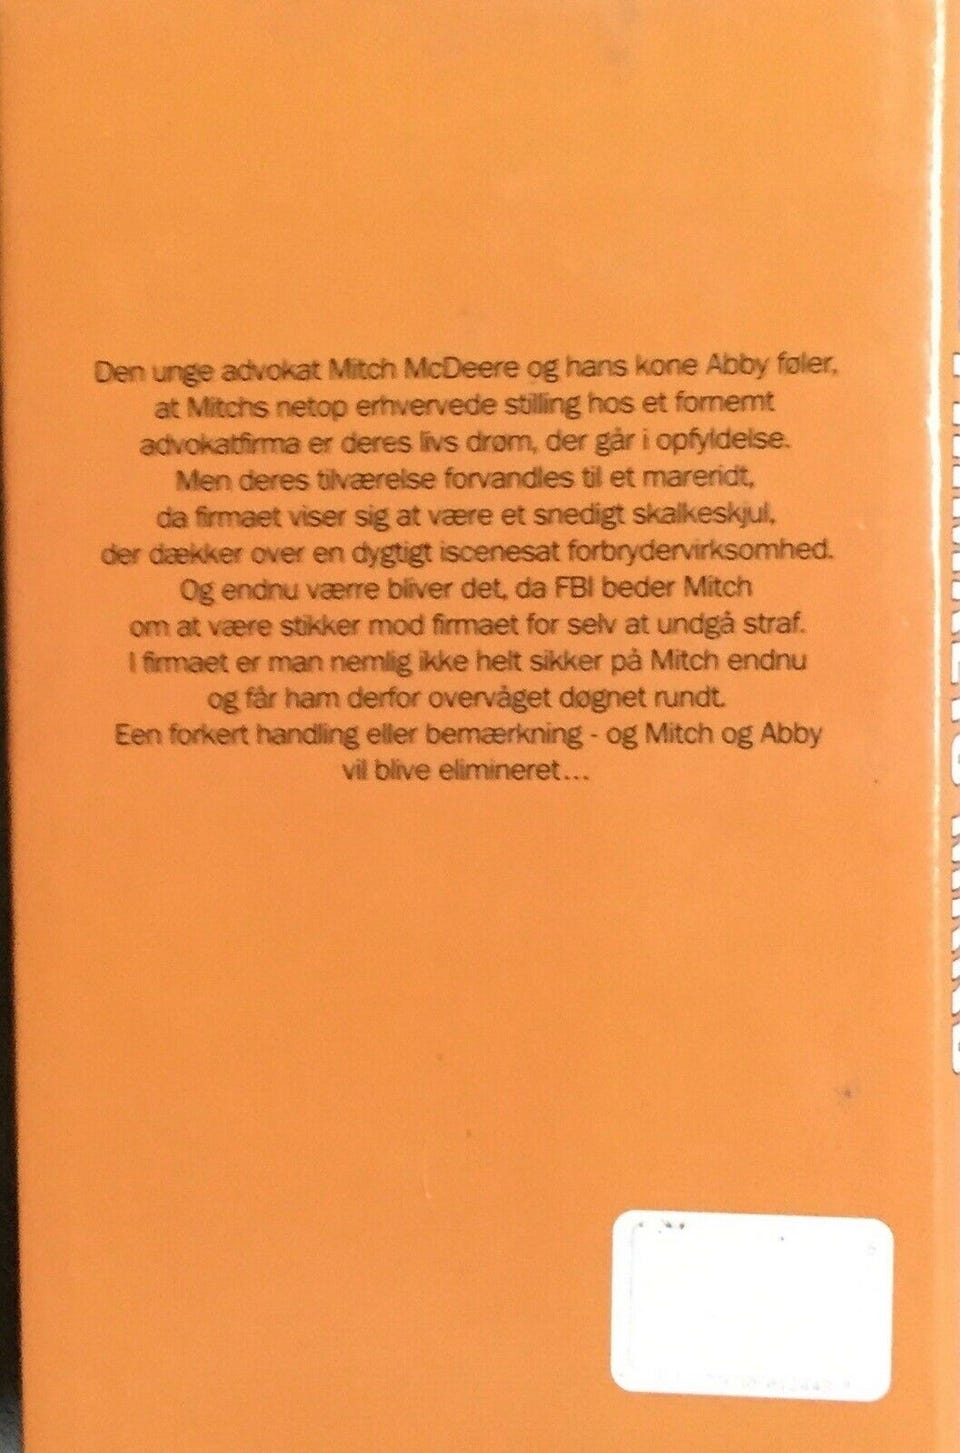 Den unge advokat Mitch McDeere og hans kone Abby føler,
at Mitchs netop erhvervede stilling hos et fornemt
advokatfirma er deres livs drøm, der går i opfyldelse.
Men deres tilværelse forvandles til et mareridt,
da firmaet viser sig at være et snedigt skalkeskjul,
der dækker over en dygtigt iscenesat forbrydervirksomhed.
Og endnu værre bliver det, da FBI beder Mitch
om at være stikker mod firmaet for selv at undgå straf.
I firmaet er man nemlig ikke helt sikker på Mitch endnu
og får ham derfor overvåget døgnet rundt.
Een forkert handling eller bemærkning - og Mitch og Abby
vil blive elimineret...